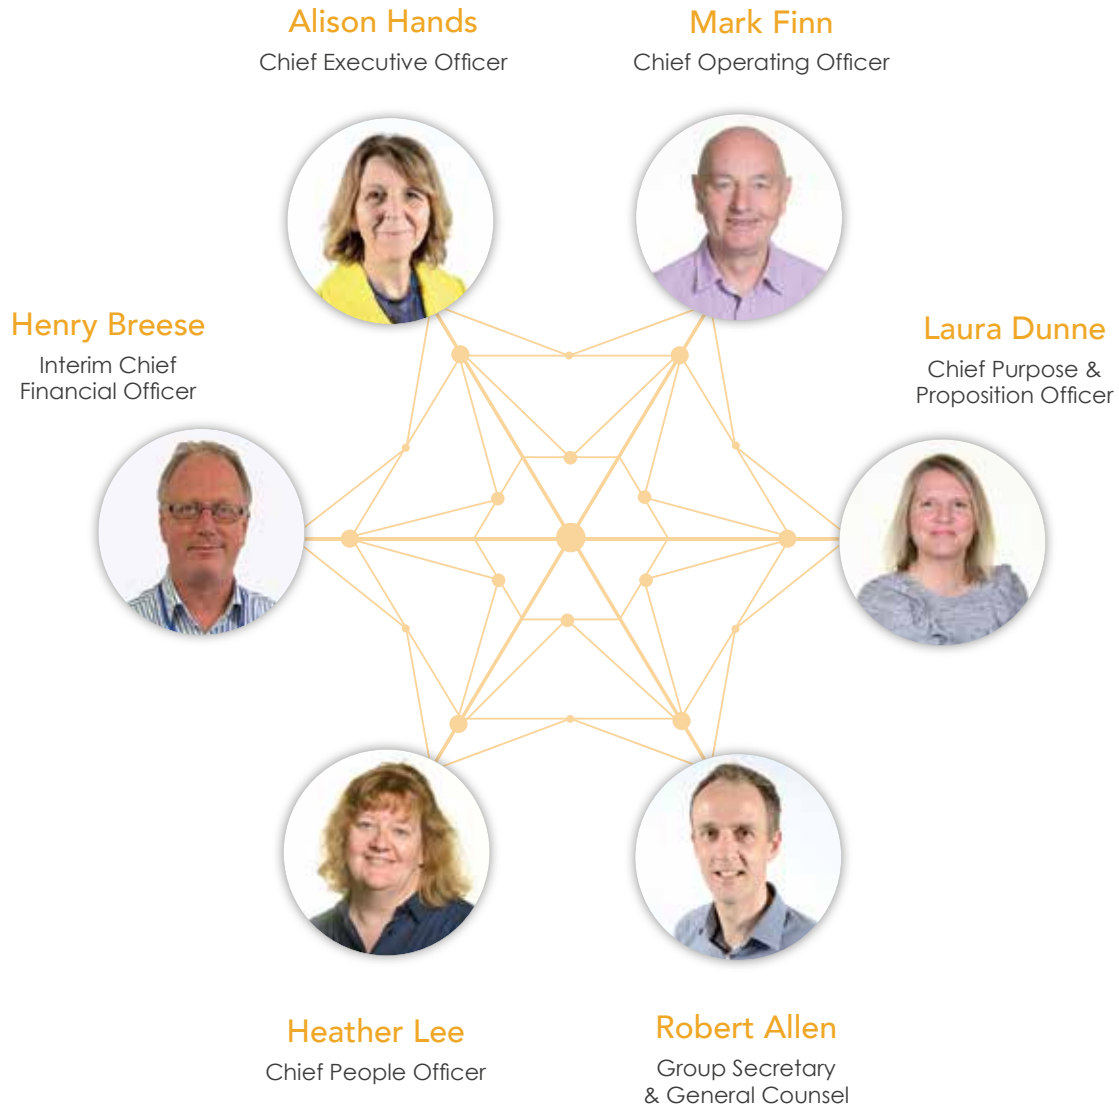 Alison Hands
Chief Executive Officer
Mark Finn
Chief Operating Officer
Henry Breese
Interim Chief
Financial Officer
Laura Dunne
Chief Purpose &
Proposition Officer
Heather Lee
Chief People Officer
Robert Allen
Group Secretary
& General Counsel